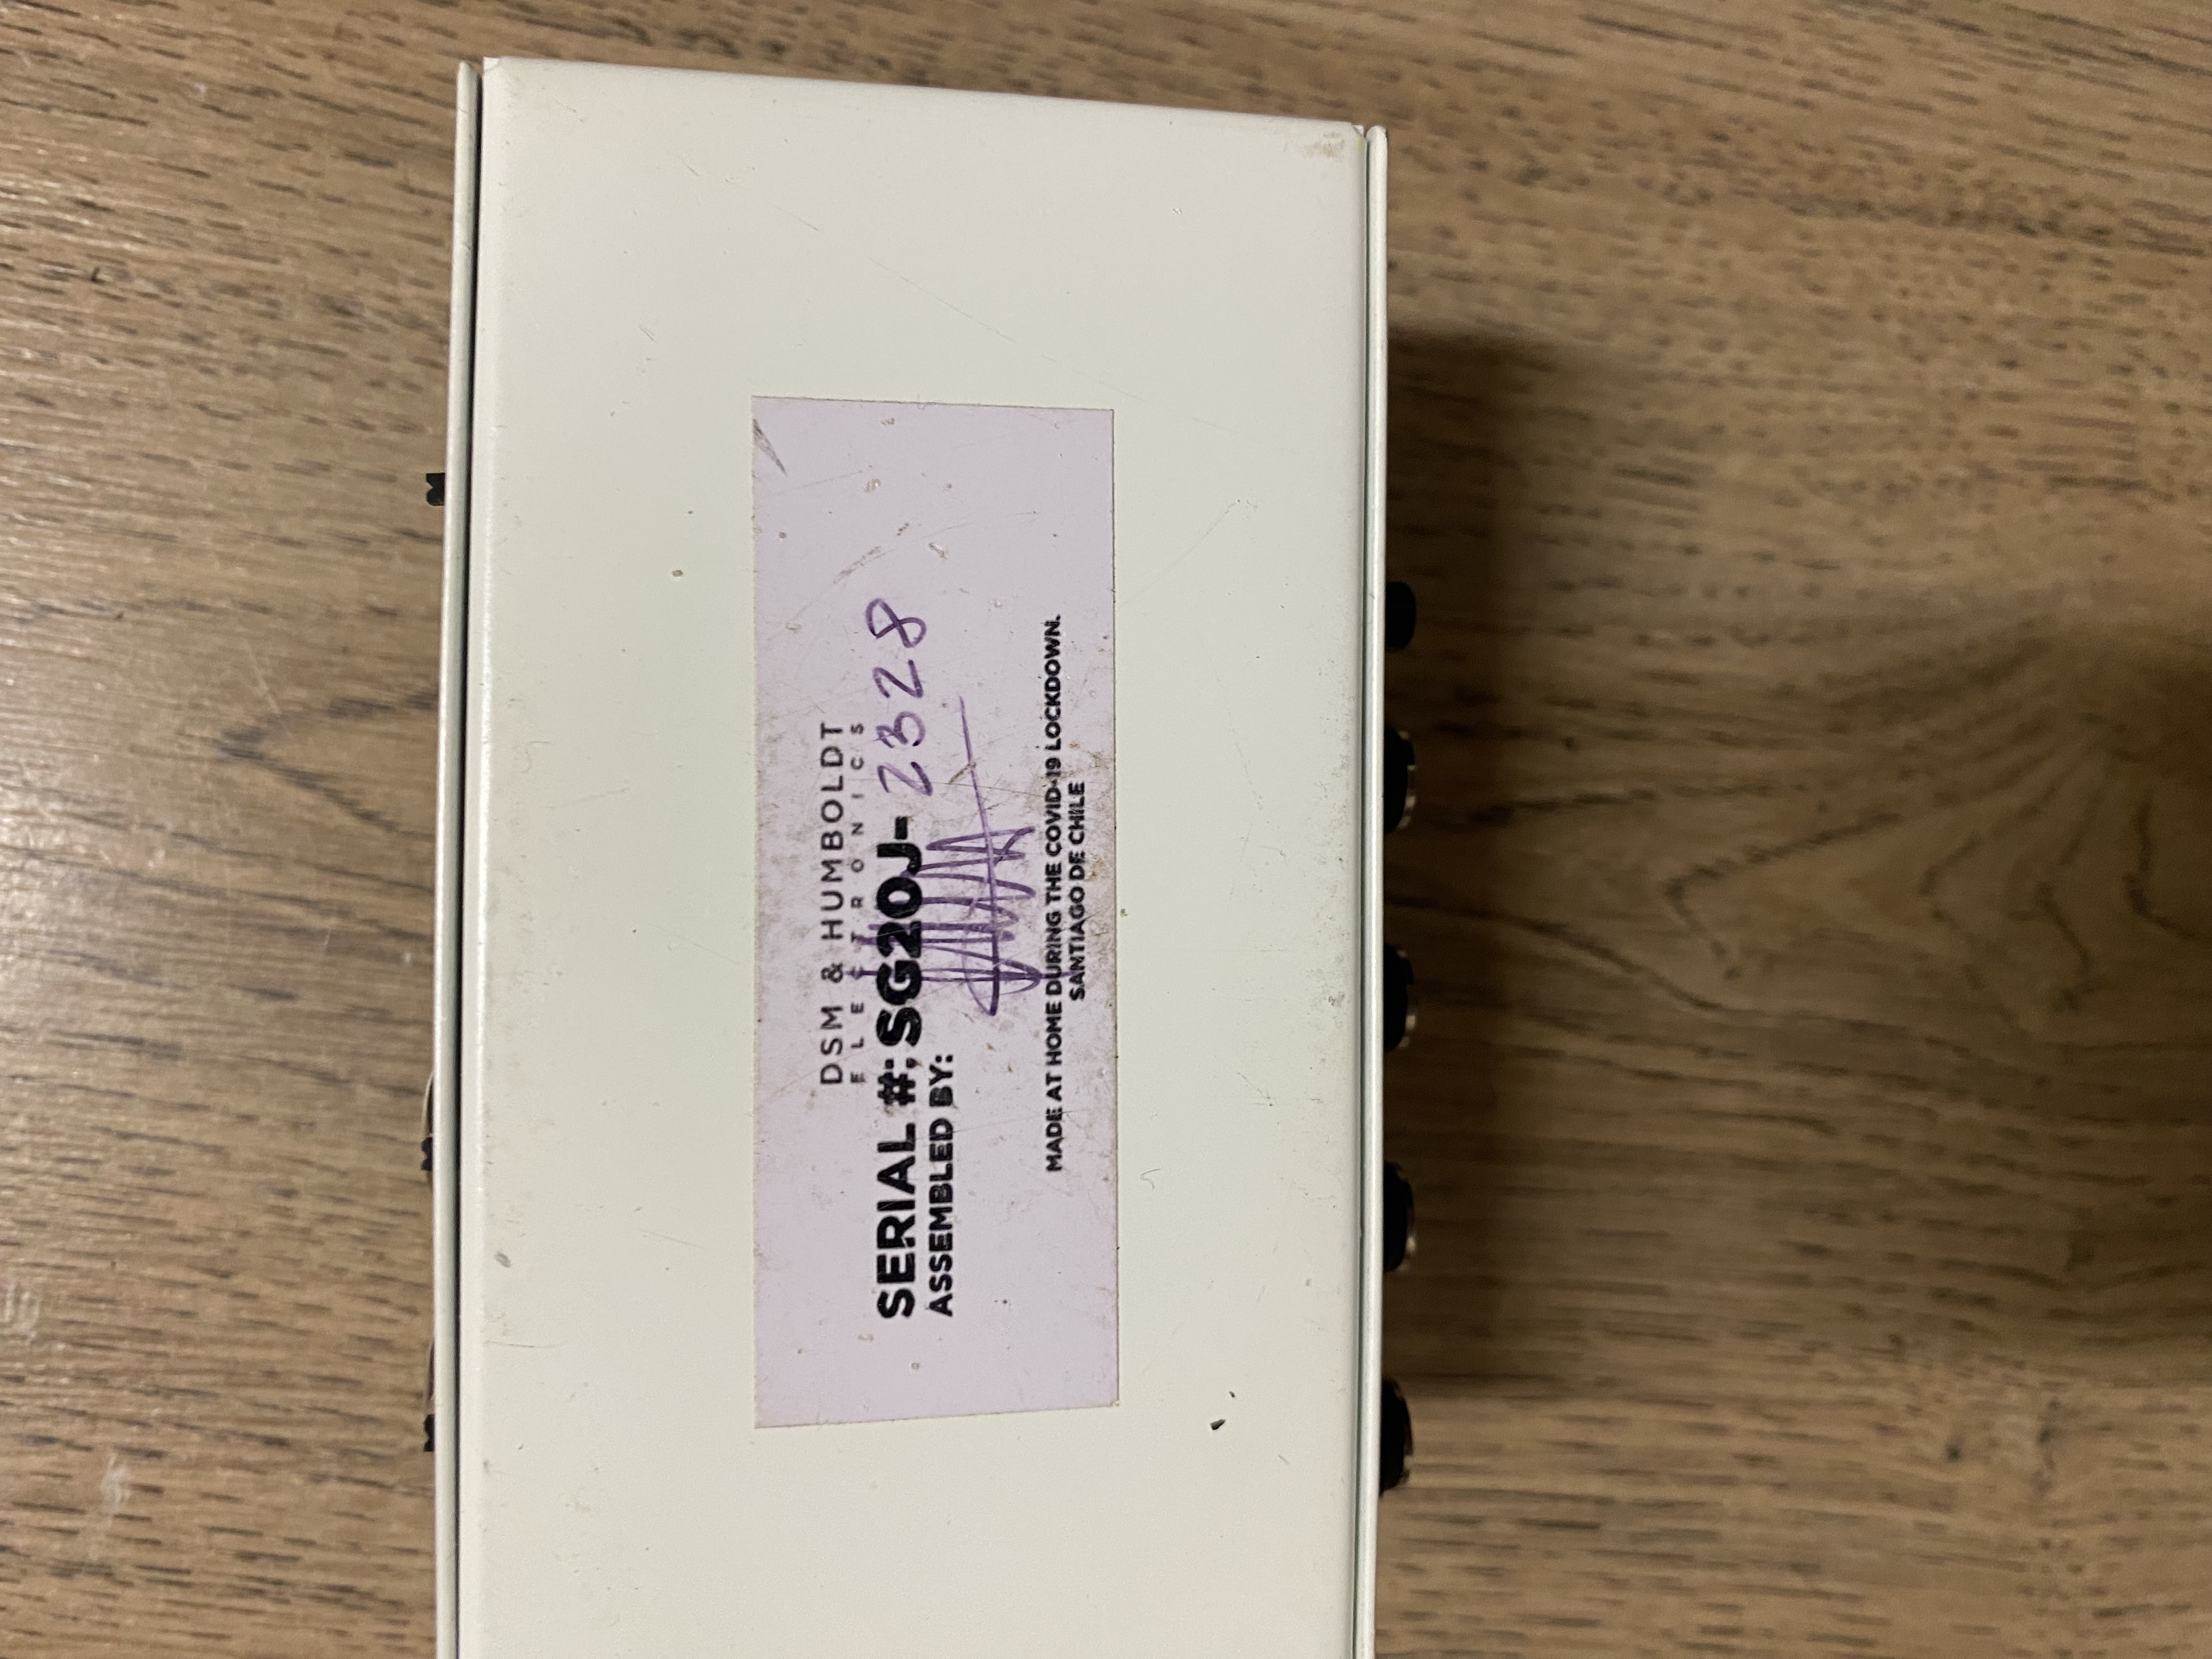 DSM & HUMBOLDT
ELECTRONICS
SERIAL #: SG20J- 2328
ASSEMBLED BY:
MADE AT HOME DURING THE COVID-19 LOCKDOWN.
SANTIAGO DE CHILE